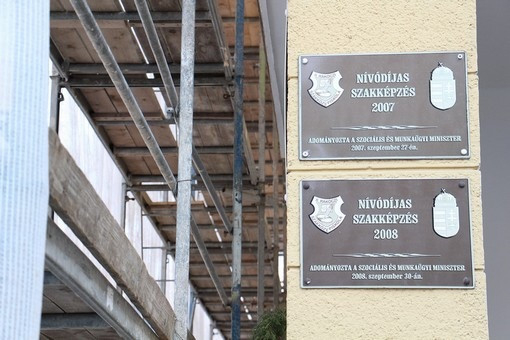 NÍVÓDÍJAS
SZAKKÉPZÉS
2007
ADOMÁNYOZTA A SZOCIÁLIS ÉS MUNKAÜGYI MINISZTER
2007. szeptember 27-én.
NÍVÓDÍJAS
SZAKKÉPZÉS
2008
ADOMÁNYOZTA A SZOCIÁLIS ÉS MUNKAÜGYI MINISZTER
2008. szeptember 30-án.